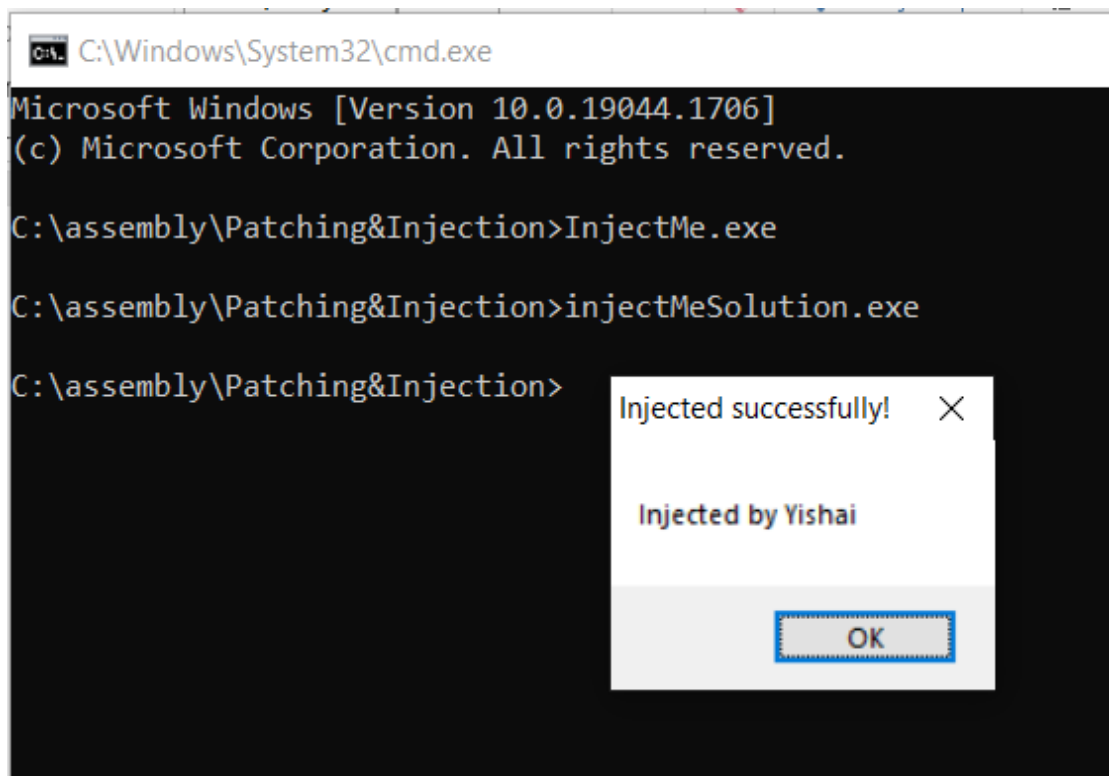 C:\Windows\System32\cmd.exe
Microsoft Windows [Version 10.0.19044.1706]
(c) Microsoft Corporation. All rights reserved.
C:\assembly\Patching&Injection>InjectMe.exe
C:\assembly\Patching&Injection>injectMeSolution.exe
C:\assembly\Patching&Injection>
Injected successfully!
Injected by Yishai
OK